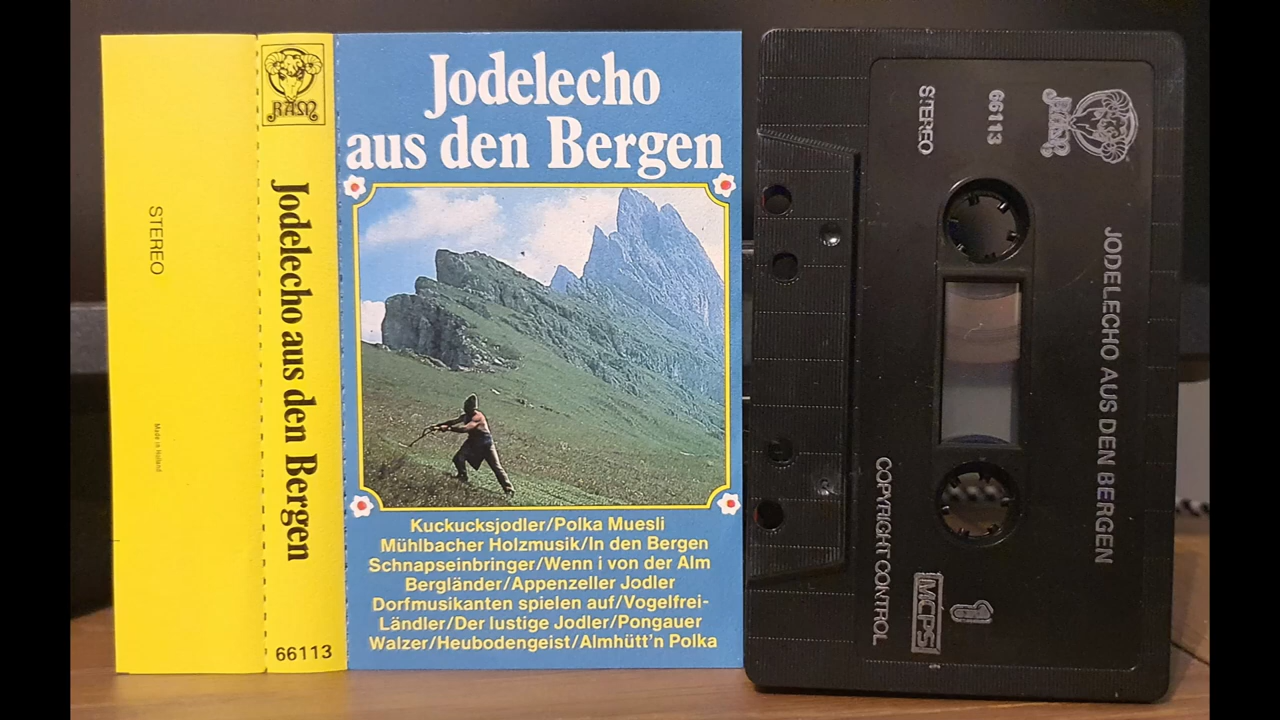 STEREO
Made in Holland
RAM
Jodelecho aus den Bergen
66113
Jodelecho
aus den Bergen
Kuckucksjodler/Polka Muesli
Mühlbacher Holzmusik/In den Bergen
Schnapseinbringer/Wenn i von der Alm
Bergländer/Appenzeller Jodler
Dorfmusikanten spielen auf/Vogelfrei-
Ländler/Der lustige Jodler/Pongauer
Walzer/Heubodengeist/Almhütt'n Polka
RAM
66113
STEREO
JODELECHO AUS DEN BERGEN
1
MCPS
COPYRIGHT CONTROL